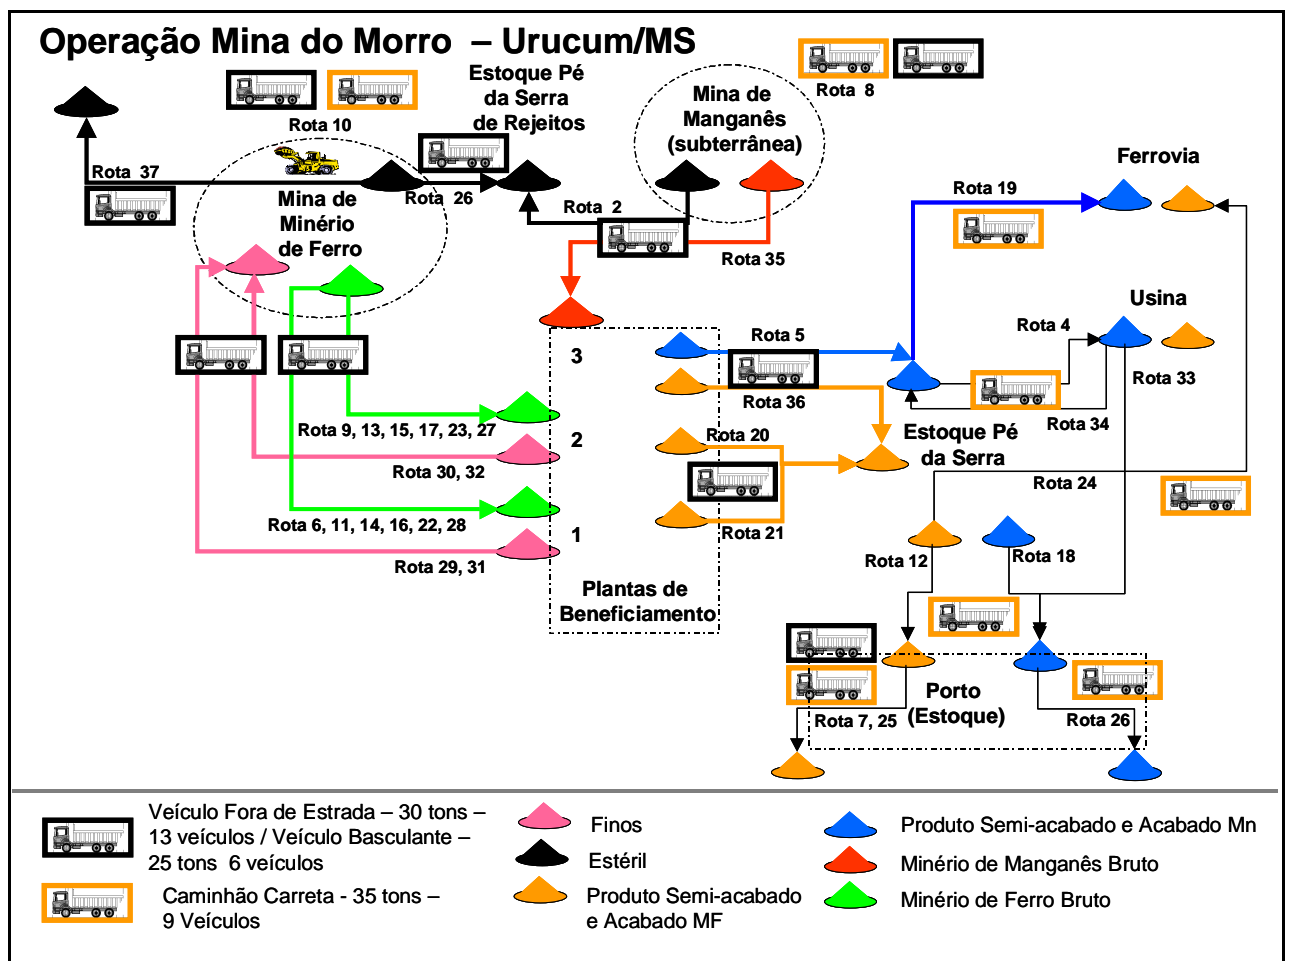 Operação Mina do Morro – Urucum/MS
Estoque Pé
da Serra
de Rejeitos
Rota 10
Mina de
Manganês
(subterrânea)
Rota 8
Ferrovia
Rota 37
Rota 26
Rota 2
Rota 19
Mina de
Minério
de Ferro
Rota 35
Usina
Rota 5
Rota 4
3
Rota 33
Rota 36
Rota 34
Rota 9, 13, 15, 17, 23, 27
2
Rota 20
Estoque Pé
da Serra
Rota 30, 32
Rota 24
Rota 6, 11, 14, 16, 22, 28
1
Rota 21
Rota 29, 31
Rota 12
Rota 18
Plantas de
Beneficiamento
Porto
(Estoque)
Rota 7, 25
Rota 26
Veículo Fora de Estrada – 30 tons –
13 veículos / Veículo Basculante –
25 tons 6 veículos
Caminhão Carreta - 35 tons –
9 Veículos
Finos
Estéril
Produto Semi-acabado
e Acabado MF
Produto Semi-acabado e Acabado Mn
Minério de Manganês Bruto
Minério de Ferro Bruto